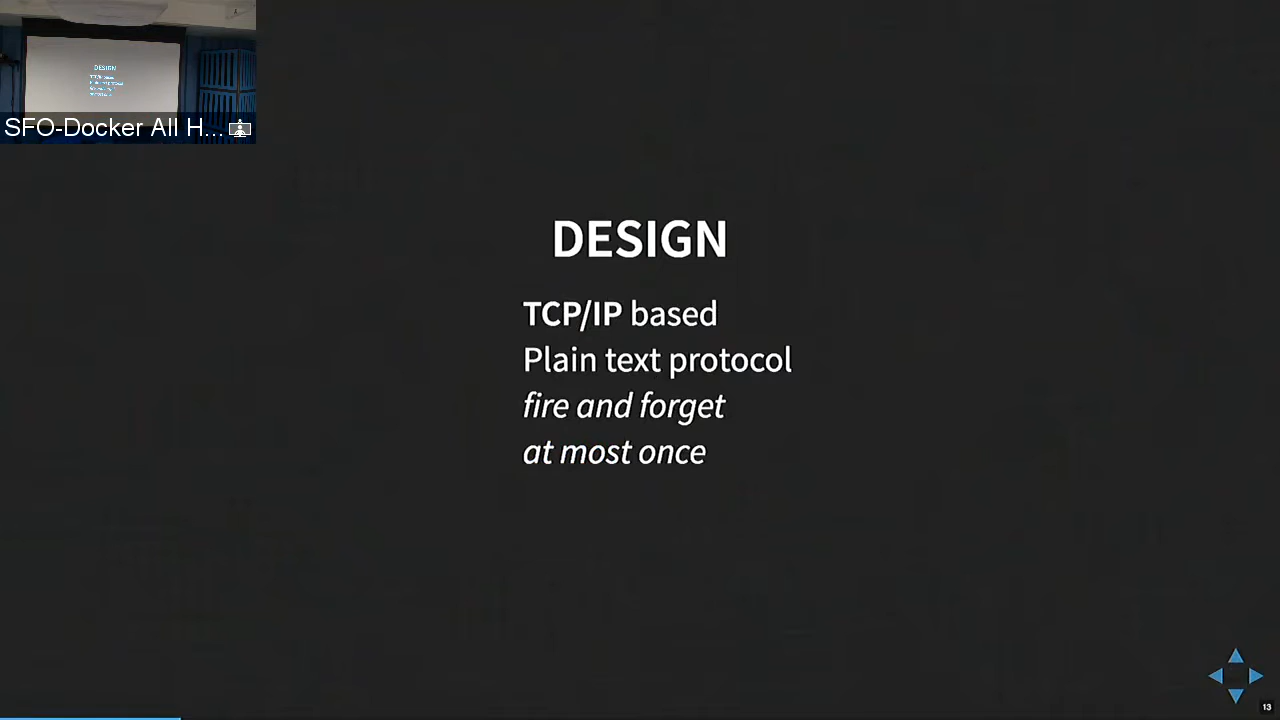 SFO-Docker All H...
DESIGN
TCP/IP based
Plain text protocol
fire and forget
at most once
13